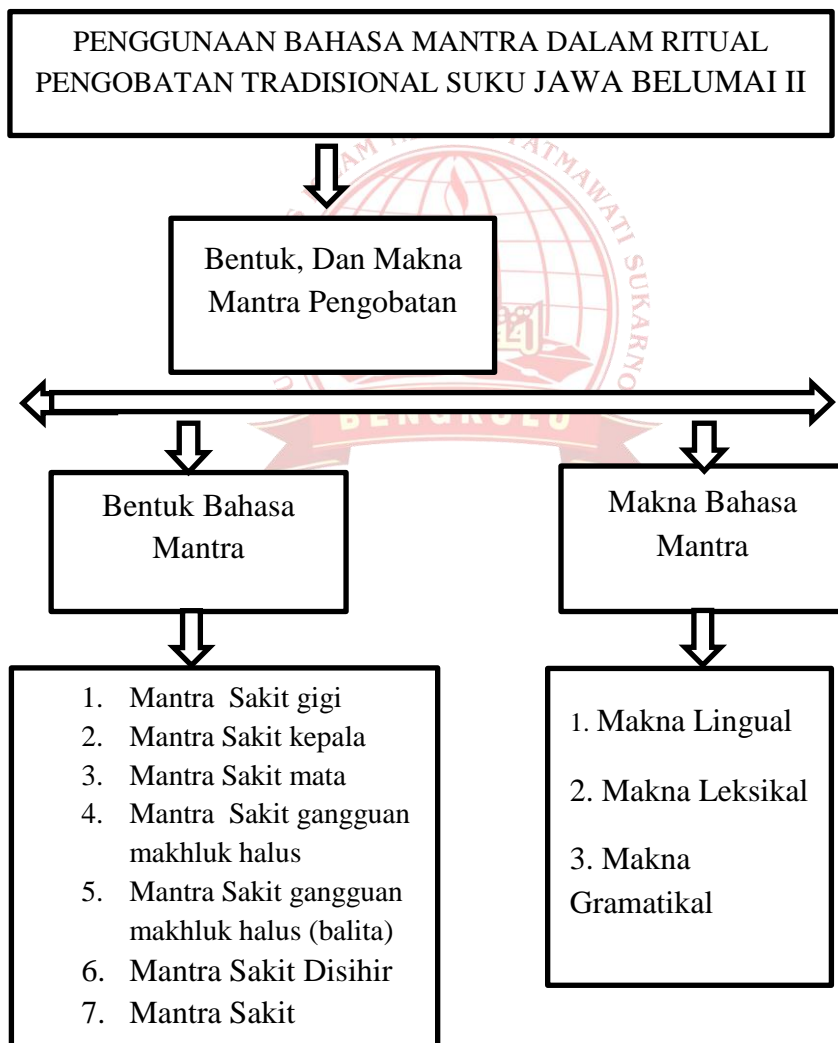 PENGGUNAAN BAHASA MANTRA DALAM RITUAL
PENGOBATAN TRADISIONAL SUKU JAWA BELUMAI II
Bentuk, Dan Makna
Mantra Pengobatan
BENGKULU
Bentuk Bahasa
Mantra
Makna Bahasa
Mantra
1. Mantra Sakit gigi
2. Mantra Sakit kepala
3. Mantra Sakit mata
4. Mantra Sakit gangguan
makhluk halus
5. Mantra Sakit gangguan
makhluk halus (balita)
6. Mantra Sakit Disihir
7. Mantra Sakit
1. Makna Lingual
2. Makna Leksikal
3. Makna
Gramatikal